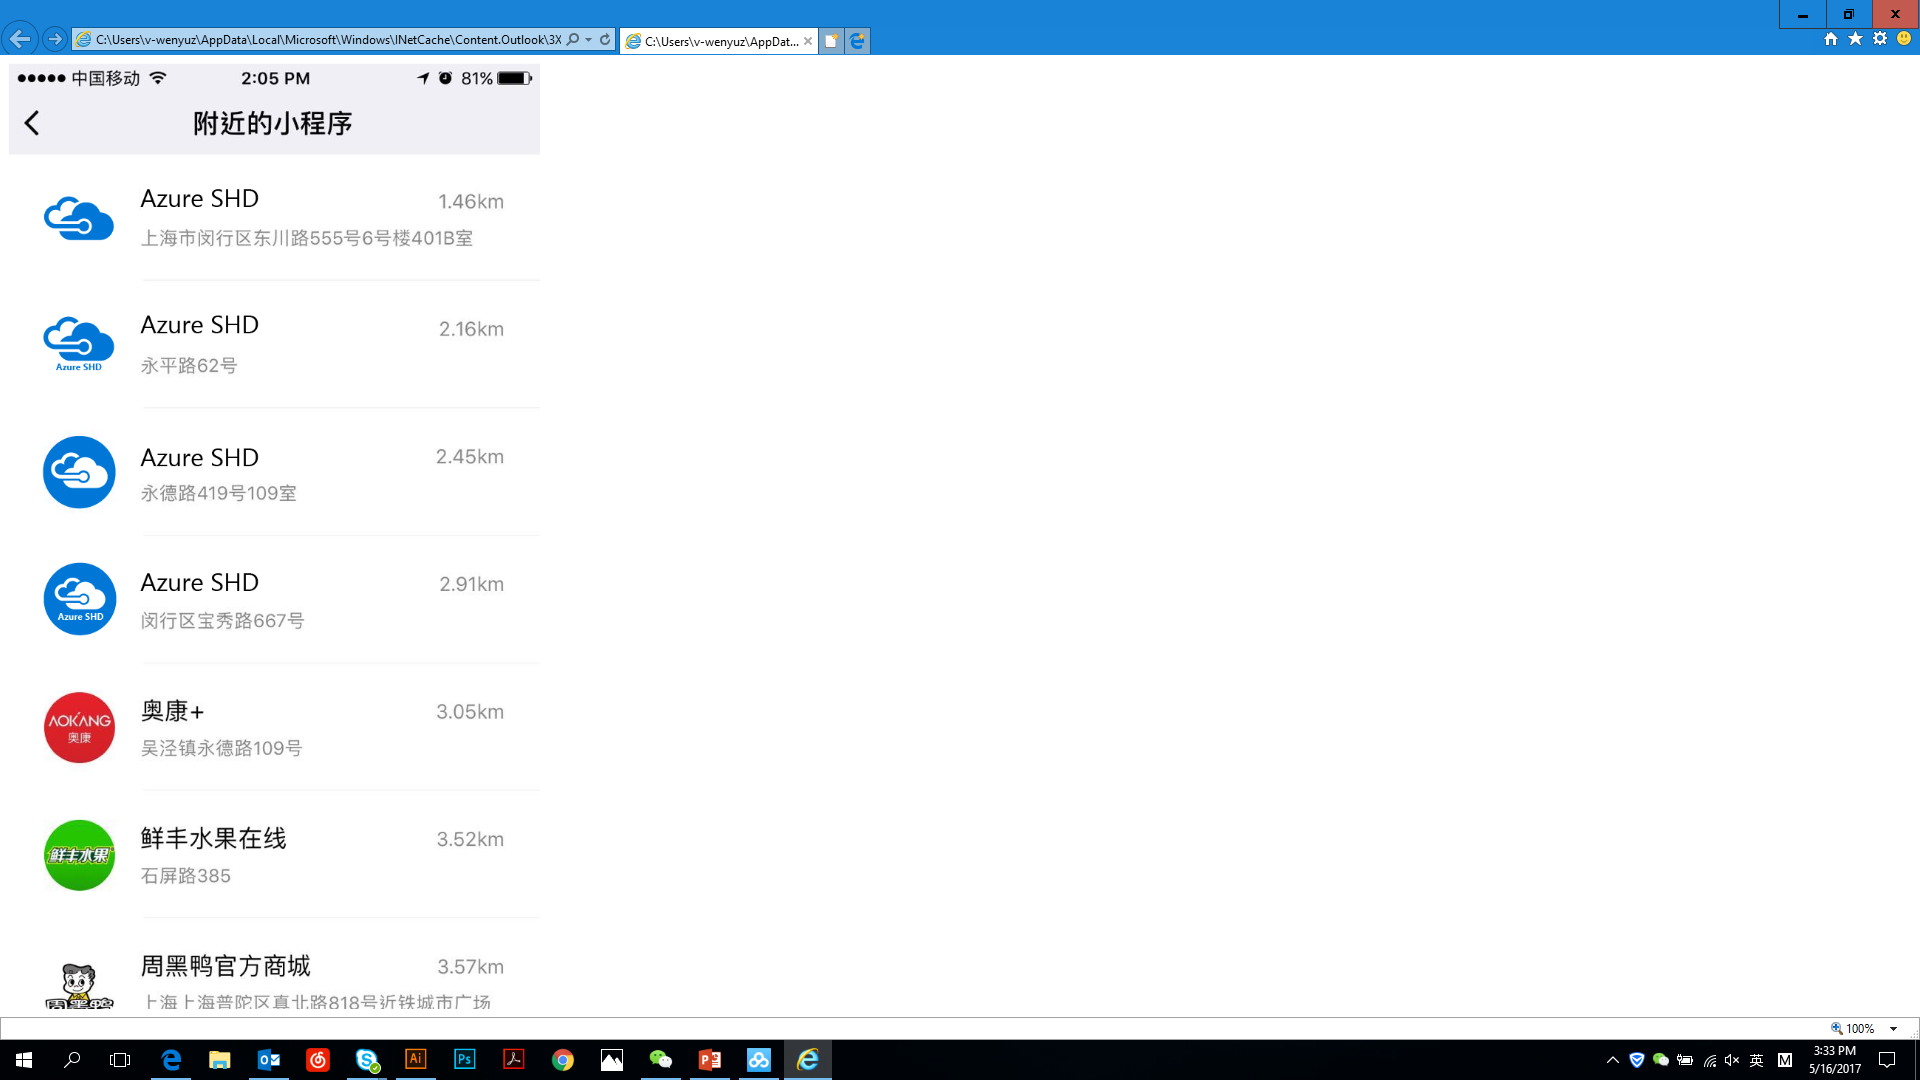 C:\Users\v-wenyuz\AppData\Local\Microsoft\Windows\INetCache\Content.Outlook\3X
C:\Users\v-wenyuz\AppDat...
中国移动
2:05 PM
81%
附近的小程序
Azure SHD
1.46km
上海市闵行区东川路555号6号楼401B室
Azure SHD
2.16km
Azure SHD
永平路62号
Azure SHD
2.45km
永德路419号109室
Azure SHD
2.91km
Azure SHD
闵行区宝秀路667号
奥康+
3.05km
AOKANG
奥康
吴泾镇永德路109号
鲜丰水果在线
3.52km
鲜丰水果
石屏路385
周黑鸭官方商城
3.57km
周黑鸭
上海上海普陀区真北路818号近铁城市广场
100%
Ai
Ps
英
M
3:33 PM
5/16/2017